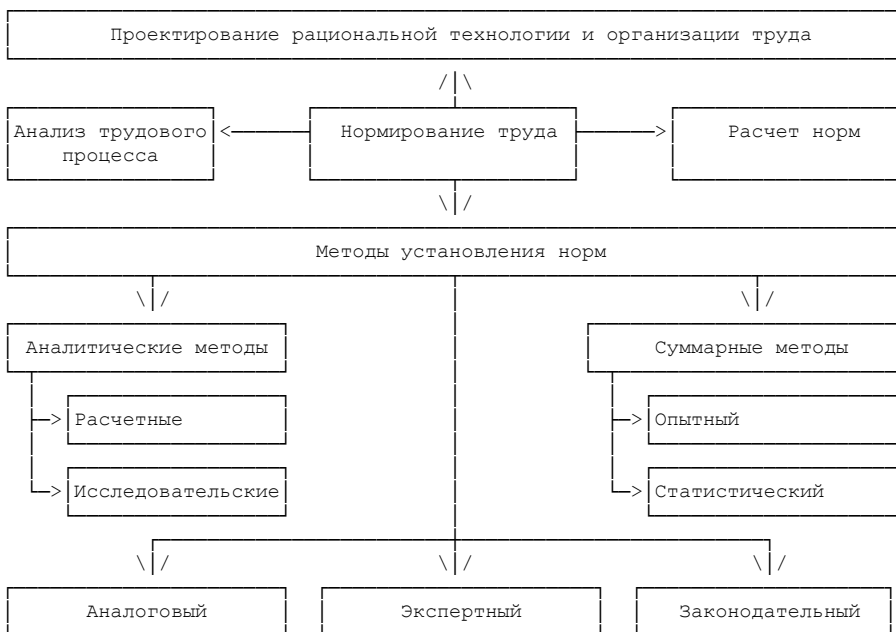 Проектирование рациональной технологии и организации труда
Анализ трудового
процесса
Нормирование труда
Расчет норм
Методы установления норм
Аналитические методы
Суммарные методы
Расчетные
Опытный
Исследовательские
Статистический
Аналоговый
Экспертный
Законодательный